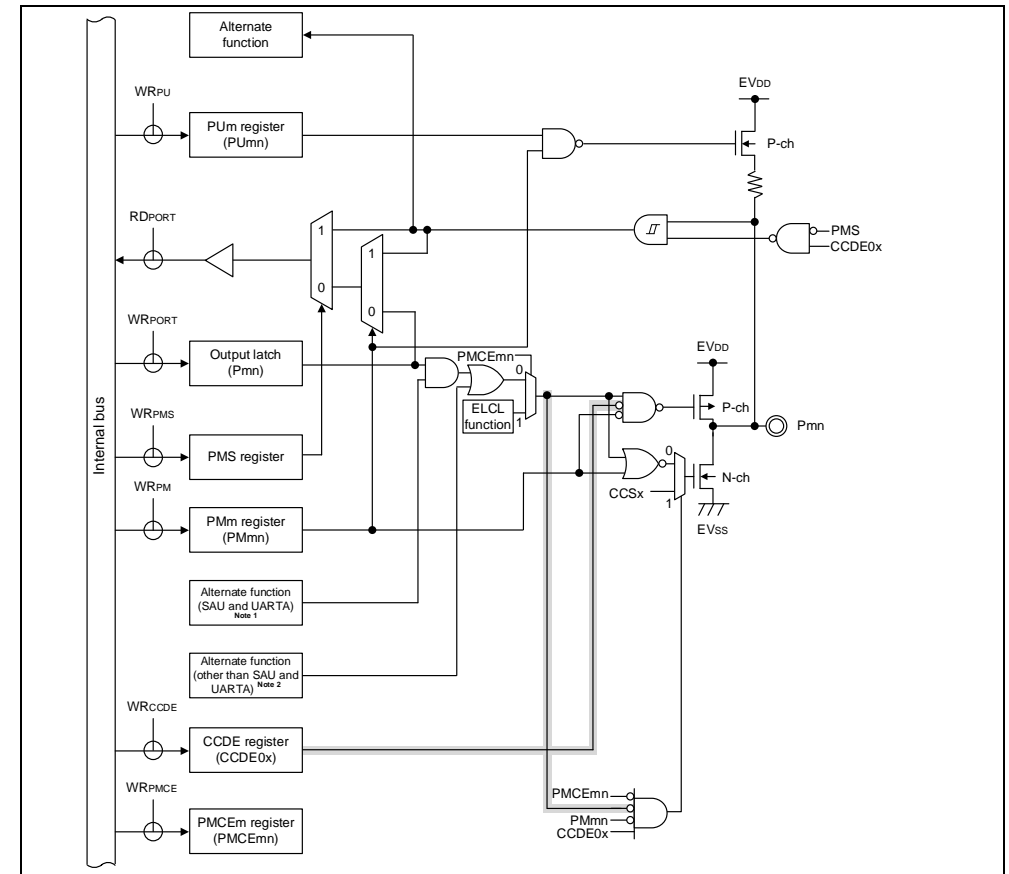 Alternate
function
EVDD
WRPU
PUm register
(PUmn)
P-ch
RDPORT
1
PMS
CCDE0x
1
0
0
WRPORT
EVDD
Output latch
(Pmn)
PMCEmn
0
ELCL
function
1
P-ch
Pmn
Internal bus
WRPMS
PMS register
0
N-ch
CCSx
1
WRPM
EVSS
PMm register
(PMmn)
Alternate function
(SAU and UARTA)
Note 1
Alternate function
(other than SAU and
UARTA) Note 2
WRCCDE
CCDE register
(CCDE0x)
WRPMCE
PMCEmn
PMmn
CCDE0x
PMCEm register
(PMCEmn)